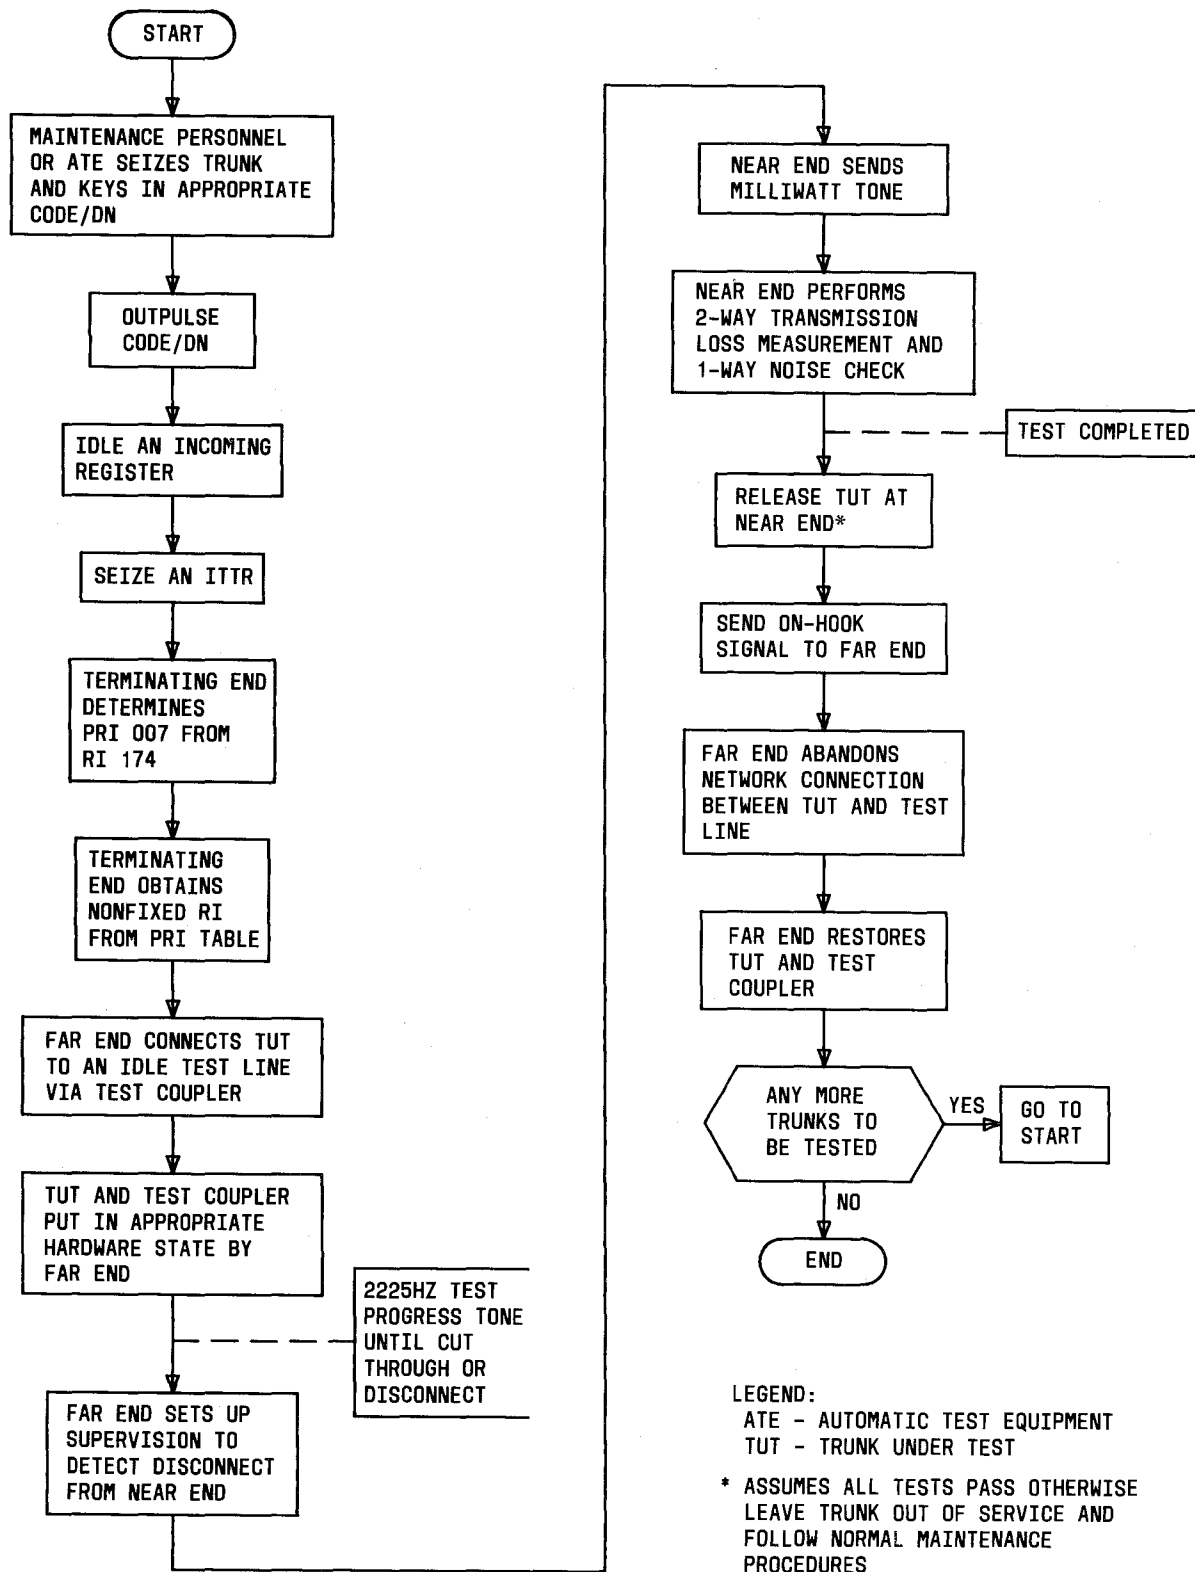 START
MAINTENANCE PERSONNEL
OR ATE SEIZES TRUNK
AND KEYS IN APPROPRIATE
CODE/DN
OUTPULSE
CODE/DN
IDLE AN INCOMING
REGISTER
SEIZE AN ITTR
TERMINATING END
DETERMINES
PRI 007 FROM
RI 174
TERMINATING
END OBTAINS
NONFIXED RI
FROM PRI TABLE
FAR END CONNECTS TUT
TO AN IDLE TEST LINE
VIA TEST COUPLER
TUT AND TEST COUPLER
PUT IN APPROPRIATE
HARDWARE STATE BY
FAR END
2225HZ TEST
PROGRESS TONE
UNTIL CUT
THROUGH OR
DISCONNECT
FAR END SETS UP
SUPERVISION TO
DETECT DISCONNECT
FROM NEAR END
NEAR END SENDS
MILLIWATT TONE
NEAR END PERFORMS
2-WAY TRANSMISSION
LOSS MEASUREMENT AND
1-WAY NOISE CHECK
TEST COMPLETED
RELEASE TUT AT
NEAR END*
SEND ON-HOOK
SIGNAL TO FAR END
FAR END ABANDONS
NETWORK CONNECTION
BETWEEN TUT AND TEST
LINE
FAR END RESTORES
TUT AND TEST
COUPLER
ANY MORE
TRUNKS TO
BE TESTED
YES
GO TO
START
NO
END
LEGEND:
ATE - AUTOMATIC TEST EQUIPMENT
TUT - TRUNK UNDER TEST
* ASSUMES ALL TESTS PASS OTHERWISE
LEAVE TRUNK OUT OF SERVICE AND
FOLLOW NORMAL MAINTENANCE
PROCEDURES